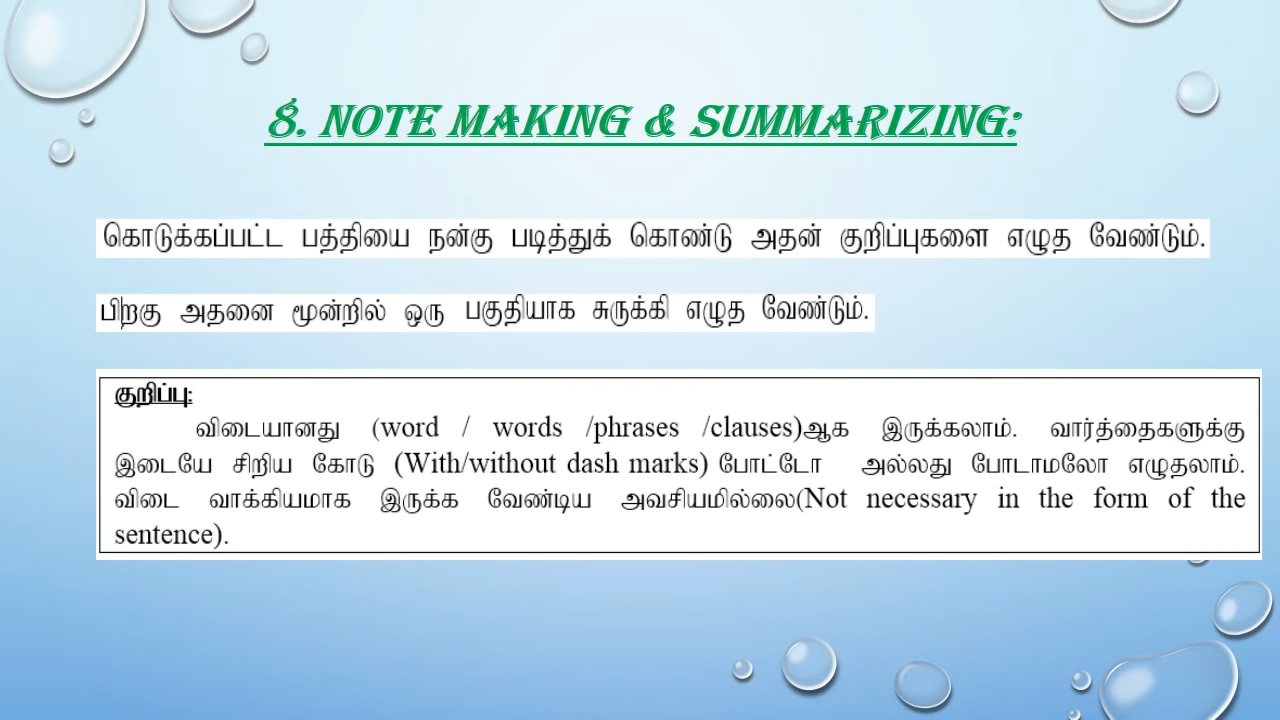 8. NOTE MAKING & SUMMARIZING:
கொடுக்கப்பட்ட பத்தியை நன்கு படித்துக் கொண்டு அதன் குறிப்புகளை எழுத வேண்டும்.
பிறகு அதனை மூன்றில் ஒரு பகுதியாக சுருக்கி எழுத வேண்டும்.
குறிப்பு:
விடையானது (word / words /phrases /clauses)ஆக இருக்கலாம். வார்த்தைகளுக்கு
இடையே சிறிய கோடு (With/without dash marks) போட்டோ அல்லது போடாமலோ எழுதலாம்.
விடை வாக்கியமாக இருக்க வேண்டிய அவசியமில்லை(Not necessary in the form of the
sentence).